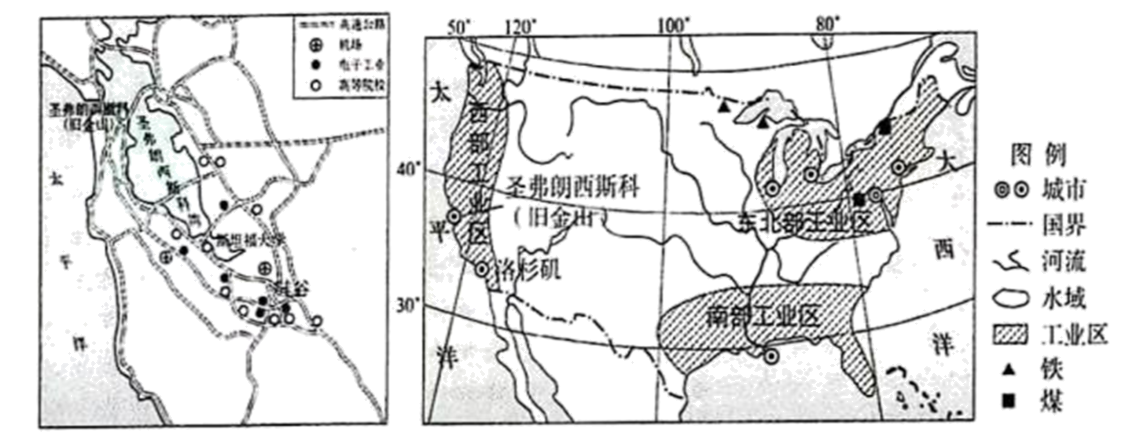 高速公路
机场
电子工业
高等院校
圣弗朗西斯科
(旧金山)
圣弗朗西斯科湾
斯坦福大学
硅谷
太
平
洋
50° 120° 100° 80°
40°
30°
太
平
洋
西部工业区
圣弗朗西斯科
(旧金山)
洛杉矶
东北部工业区
南部工业区
大
西
洋
图例
城市
国界
河流
水域
工业区
铁
煤